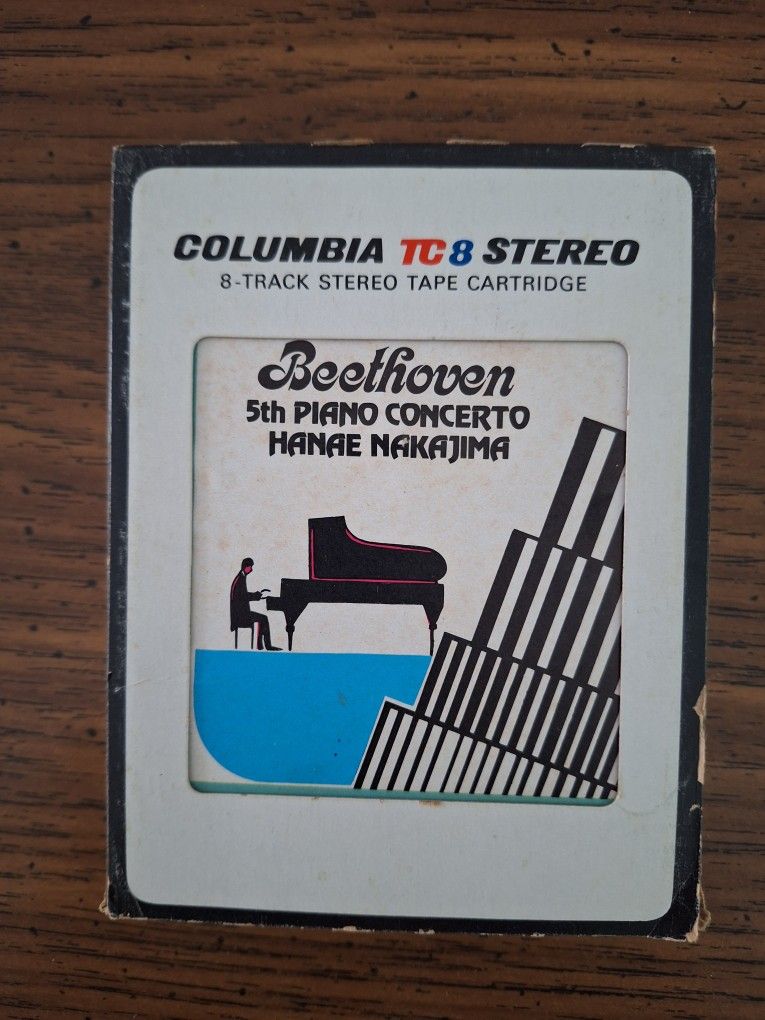 COLUMBIA TC8 STEREO
8-TRACK STEREO TAPE CARTRIDGE
Beethoven
5th PIANO CONCERTO
HANAE NAKAJIMA